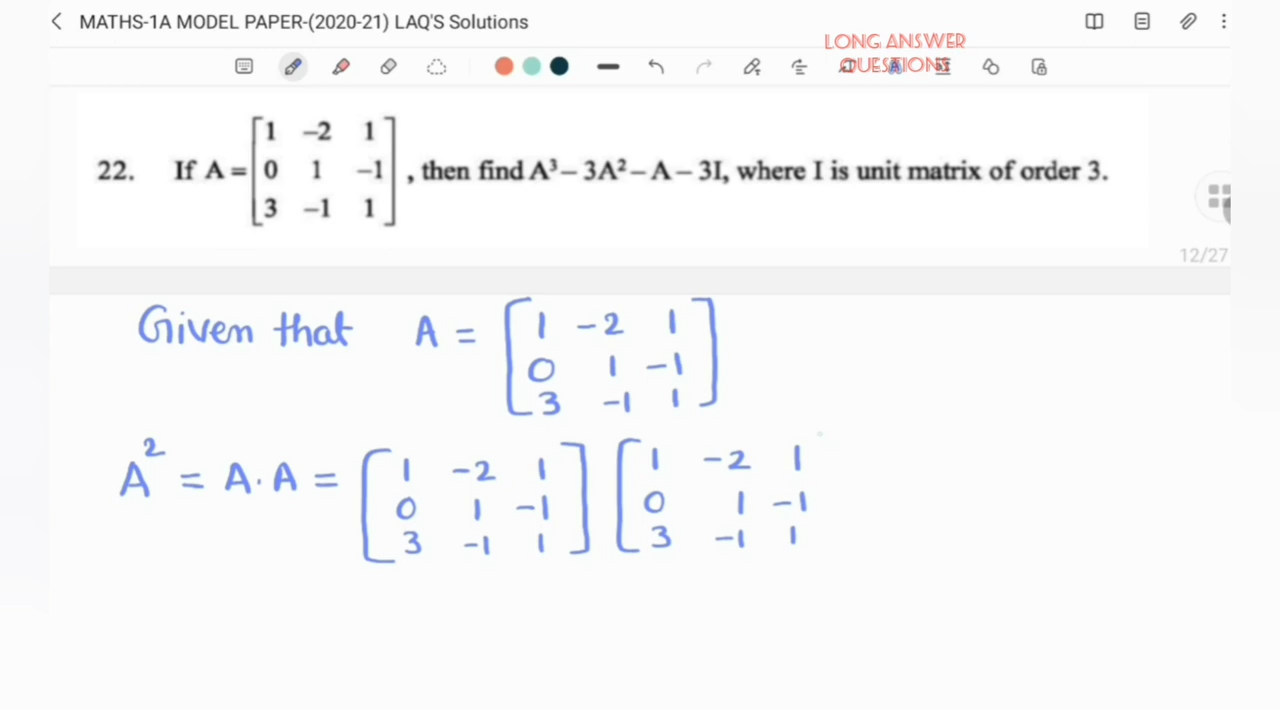 MATHS-1A MODEL PAPER-(2020-21) LAQ'S Solutions
LONG ANSWER
QUESTIONS
1 –2 1
22. If A = 0 1 –1 , then find A³ – 3A² – A – 3I, where I is unit matrix of order 3.
3 –1 1
12/27
Given that A = [1 -2 1]
0 1 -1
3 -1 1
A² = A · A = [1 -2 1] [1 -2 1
0 1 -1 0 1 -1
3 -1 1 3 -1 1